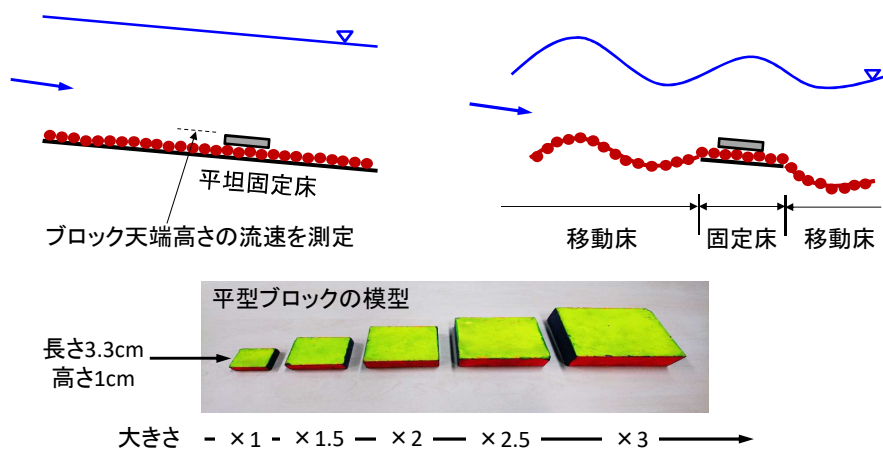 平坦固定床
ブロック天端高さの流速を測定
移動床
固定床
移動床
平型ブロックの模型
長さ3.3cm
高さ1cm
大きさ
×1
×1.5
×2
×2.5
×3